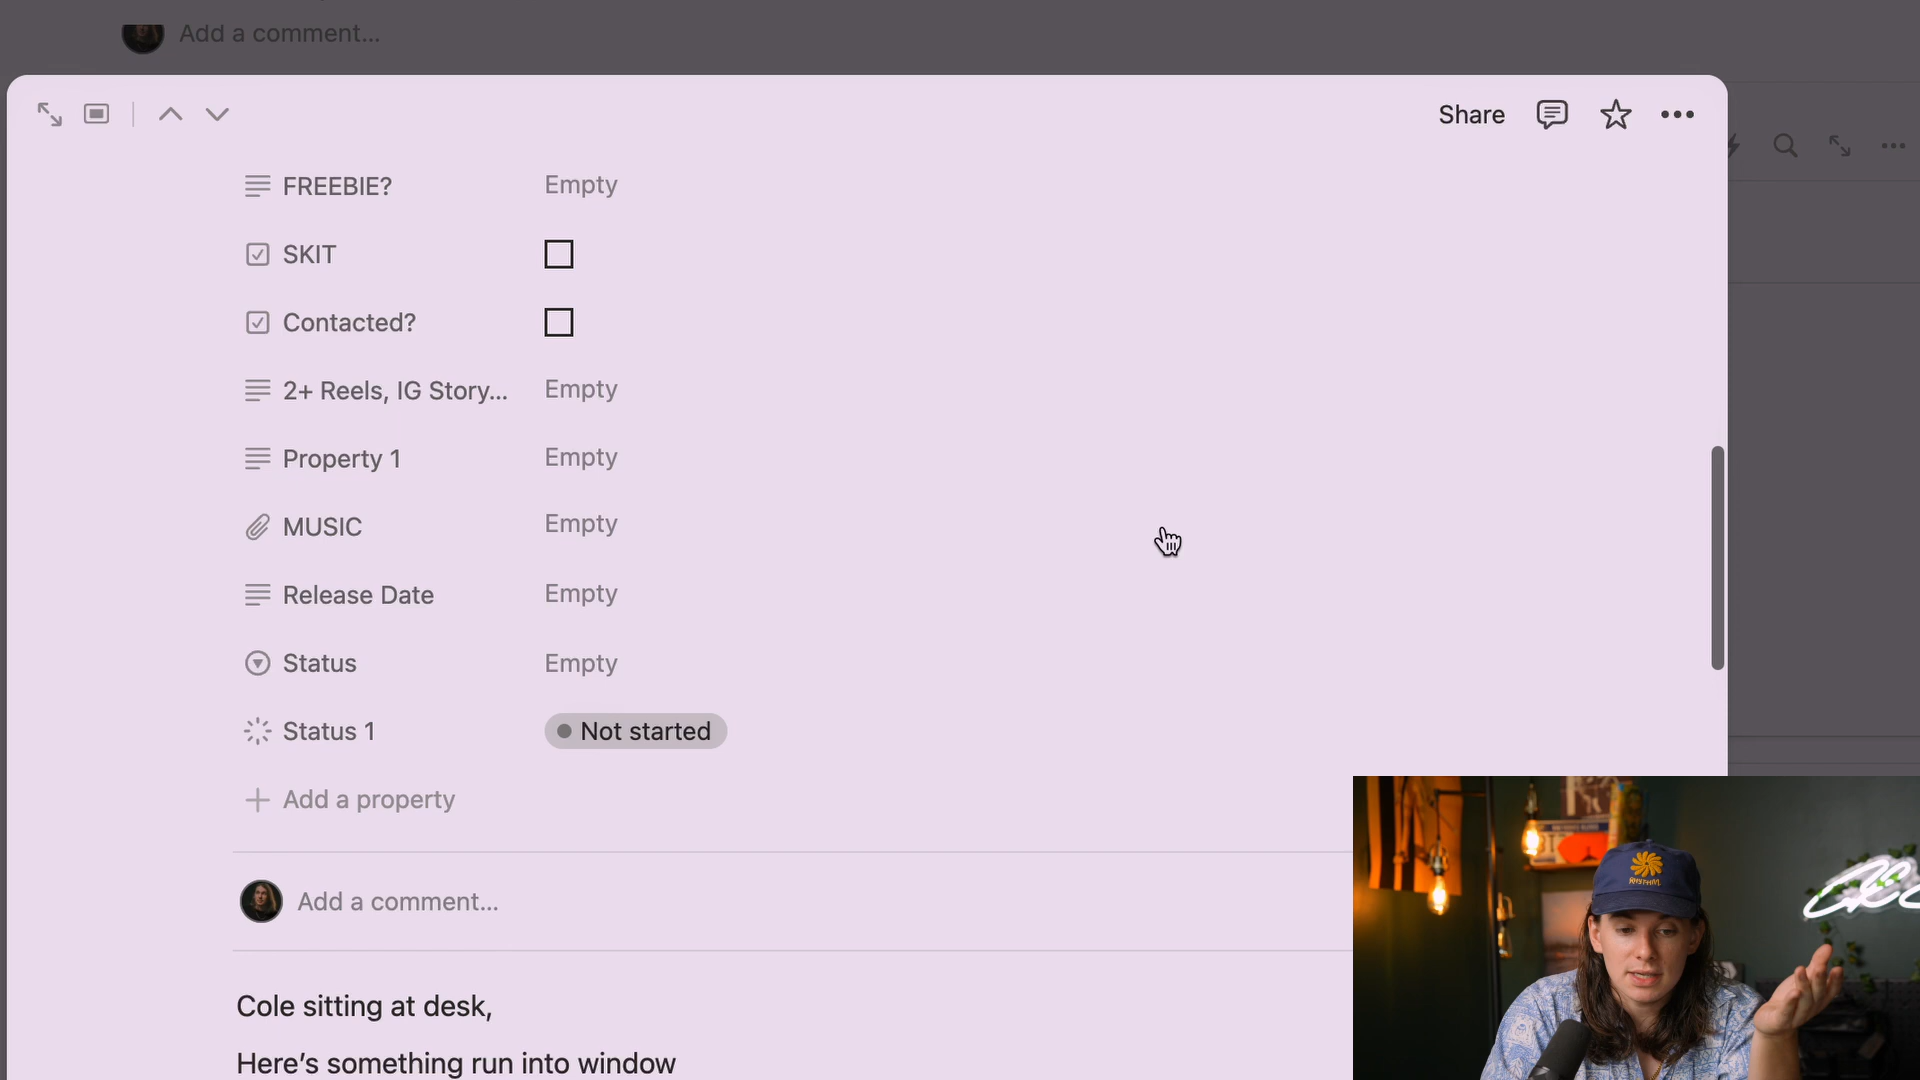 Add a comment...
Share
FREEBIE? Empty
SKIT
Contacted?
2+ Reels, IG Story... Empty
Property 1 Empty
MUSIC Empty
Release Date Empty
Status Empty
Status 1 Not started
Add a property
Add a comment...
RHYTHM
Cole sitting at desk,
Here's something run into window